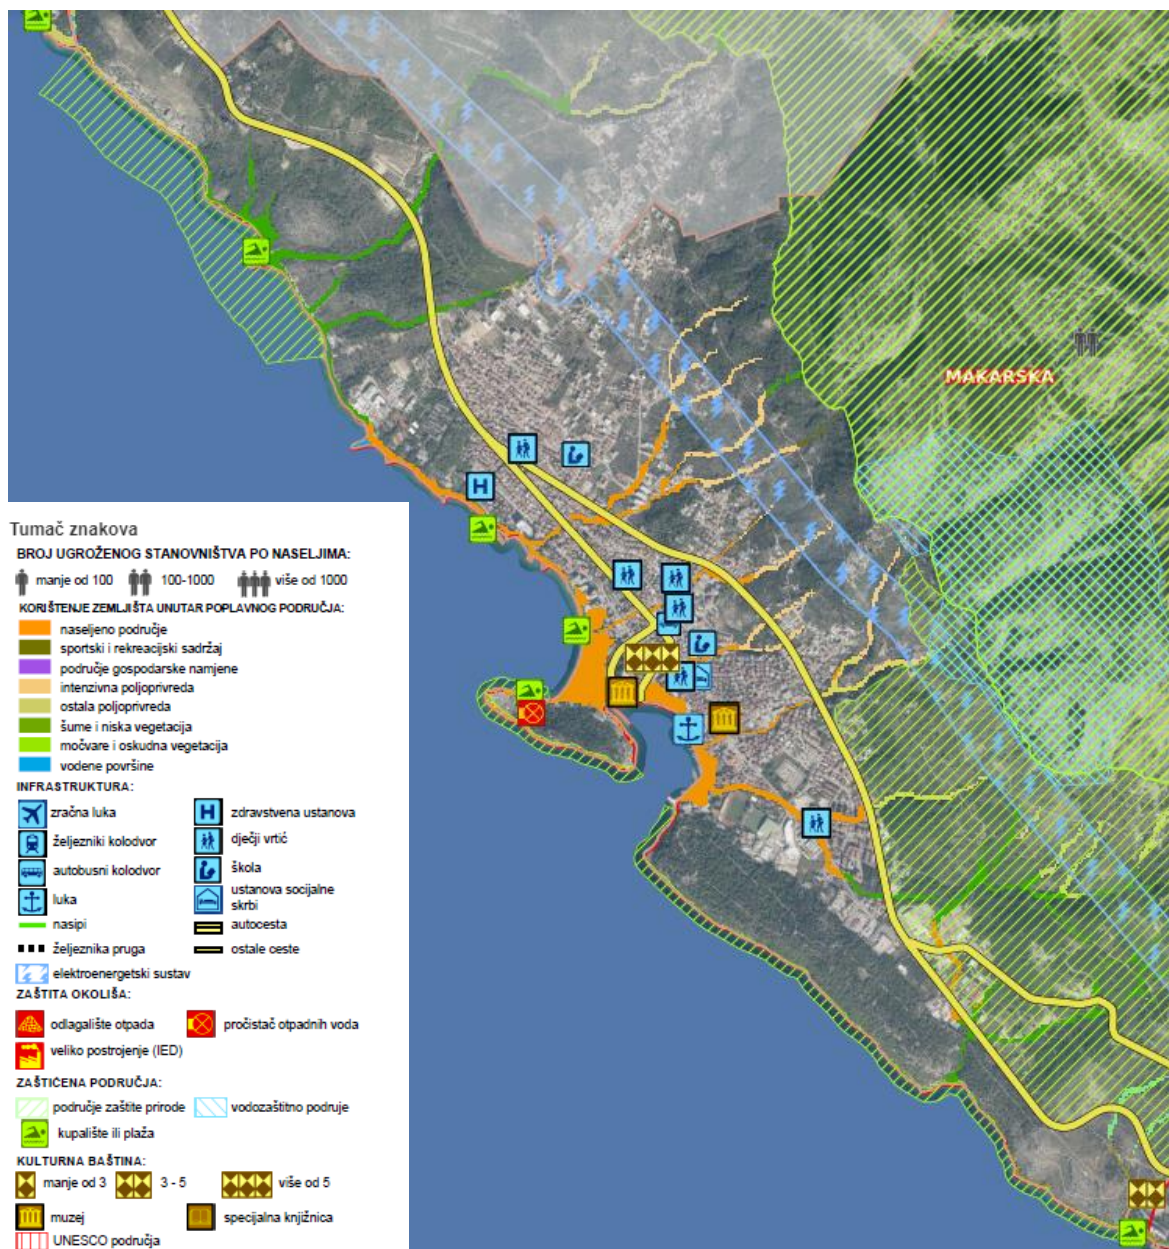 MAKARSKA
Tumač znakova
BROJ UGROŽENOG STANOVNIŠTVA PO NASELJIMA:
manje od 100 100-1000 više od 1000
KORIŠTENJE ZEMLJIŠTA UNUTAR POPLAVNOG PODRUČJA:
naseljeno područje
sportski i rekreacijski sadržaj
područje gospodarske namjene
intenzivna poljoprivreda
ostala poljoprivreda
šume i niska vegetacija
močvare i oskudna vegetacija
vodene površine
INFRASTRUKTURA:
zračna luka H zdravstvena ustanova
željezniki kolodvor dječji vrtić
autobusni kolodvor škola
luka ustanova socijalne
skrbi
nasipi autocesta
željeznika pruga ostale ceste
elektroenergetski sustav
ZAŠTITA OKOLIŠA:
odlagalište otpada pročistač otpadnih voda
veliko postrojenje (IED)
ZAŠTIĆENA PODRUČJA:
područje zaštite prirode vodozaštitno podruje
kupalište ili plaža
KULTURNA BAŠTINA:
manje od 3 3 - 5 više od 5
muzej specijalna knjižnica
UNESCO područja
H